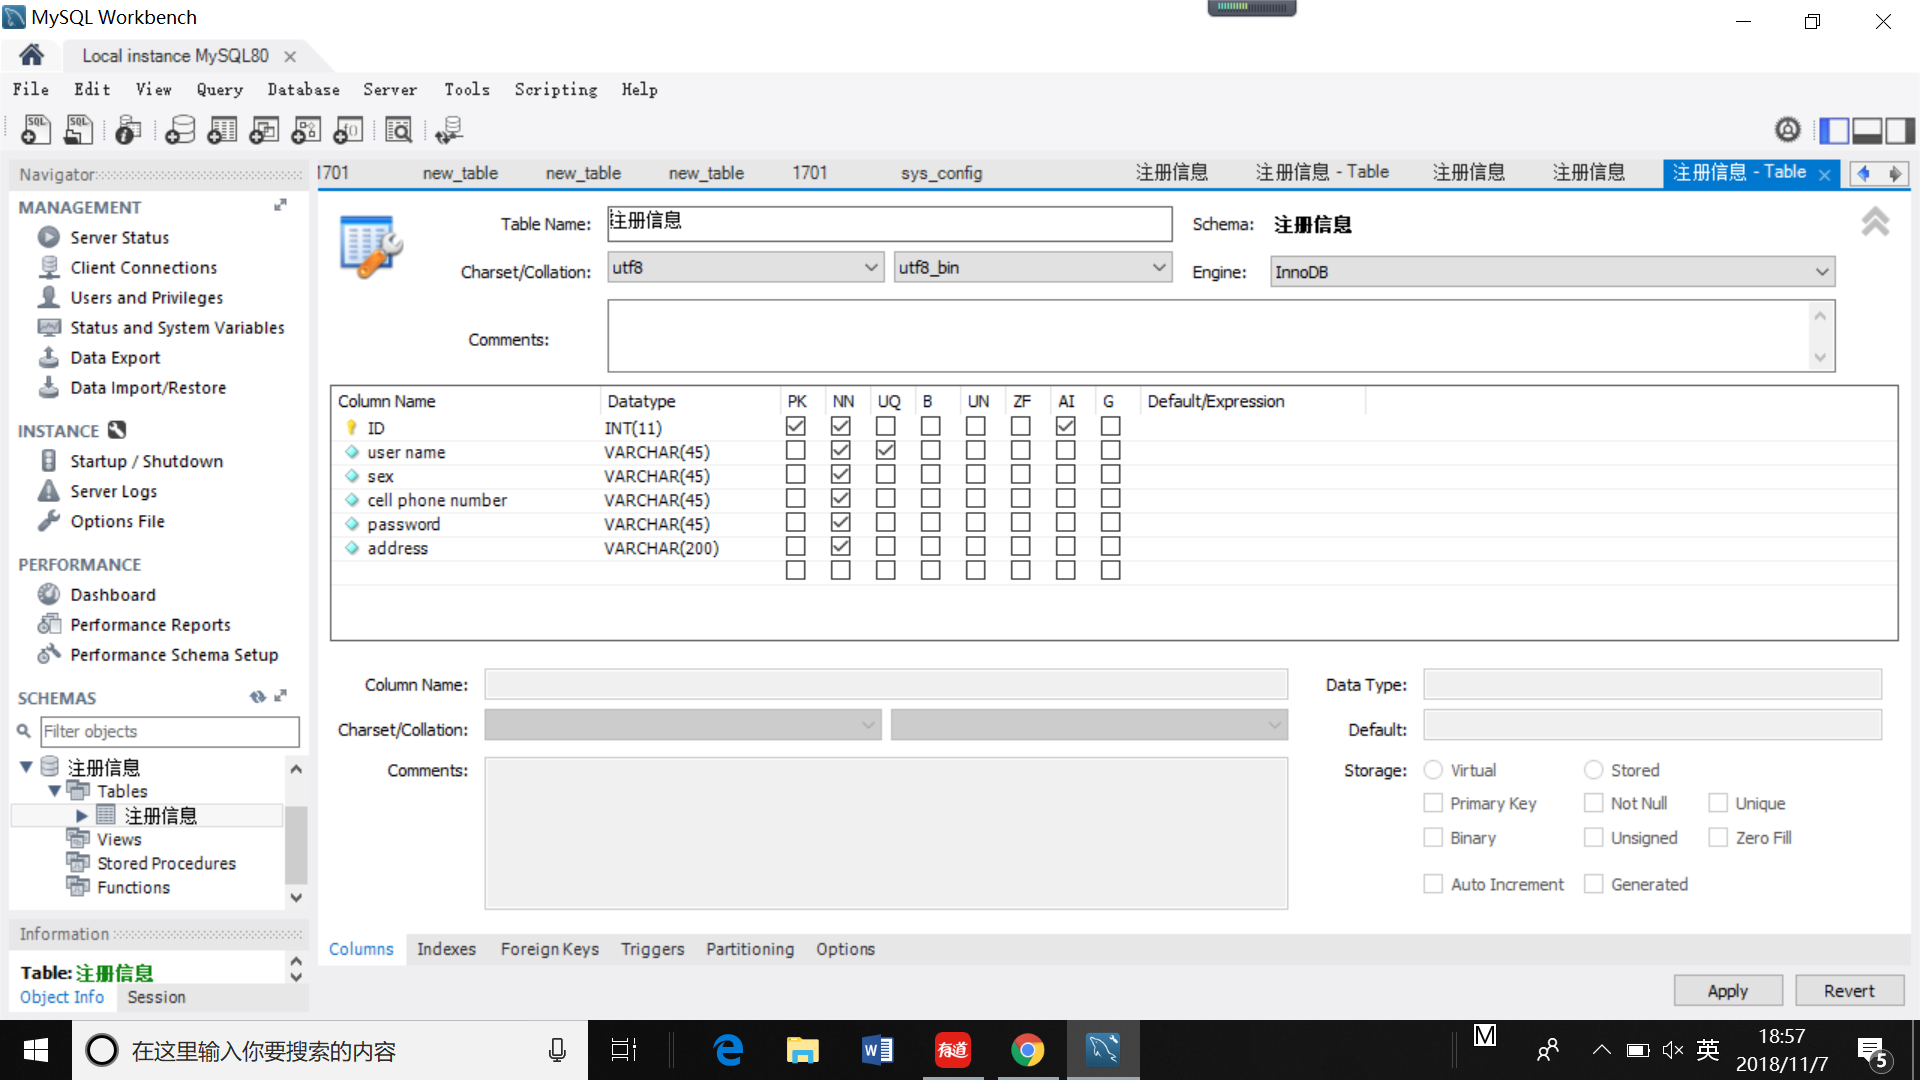 MySQL Workbench
Local instance MySQL80
File Edit View Query Database Server Tools Scripting Help
Navigator
MANAGEMENT
Server Status
Client Connections
Users and Privileges
Status and System Variables
Data Export
Data Import/Restore
INSTANCE
Startup / Shutdown
Server Logs
Options File
PERFORMANCE
Dashboard
Performance Reports
Performance Schema Setup
SCHEMAS
Filter objects
注册信息
Tables
注册信息
Views
Stored Procedures
Functions
Information
Table: 注册信息
Object Info Session
1701 new_table new_table new_table 1701 sys_config 注册信息 注册信息 - Table 注册信息 注册信息 注册信息 - Table
Table Name: 注册信息 Schema: 注册信息
Charset/Collation: utf8 utf8_bin Engine: InnoDB
Comments:
Column Name Datatype PK NN UQ B UN ZF AI G Default/Expression
ID INT(11)
user name VARCHAR(45)
sex VARCHAR(45)
cell phone number VARCHAR(45)
password VARCHAR(45)
address VARCHAR(200)
Column Name: Data Type:
Charset/Collation: Default:
Comments: Storage: Virtual Stored
Primary Key Not Null Unique
Binary Unsigned Zero Fill
Auto Increment Generated
Columns Indexes Foreign Keys Triggers Partitioning Options
Apply Revert
在这里输入你要搜索的内容
有道
M
英
18:57
2018/11/7
5